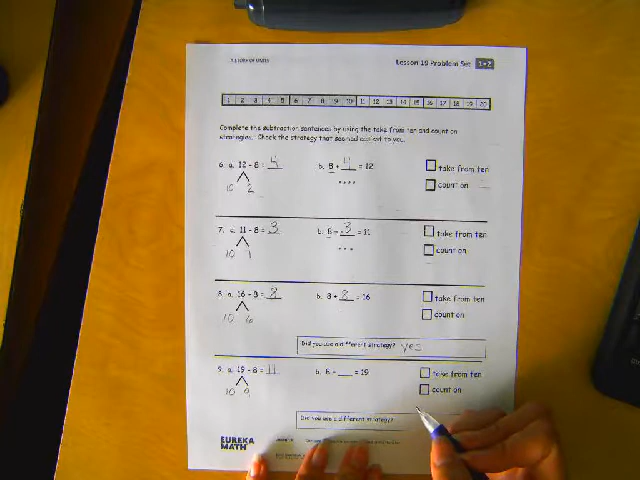 Lesson 19 Problem Set 1•2
1 2 3 4 5 6 7 8 9 10 11 12 13 14 15 16 17 18 19 20
Complete the subtraction sentences by using the take from ten and count on
strategies. Check the strategy that seemed easiest to you.
6. a. 12 - 8 = 4 b. 8 + 4 = 12 take from ten
10 2 count on
7. a. 11 - 8 = 3 b. 8 + 3 = 11 take from ten
10 1 count on
8. a. 16 - 8 = 8 b. 8 + 8 = 16 take from ten
10 6 count on
Did you use a different strategy? yes
9. a. 19 - 8 = 11 b. 8 + ___ = 19 take from ten
10 9 count on
Did you use a different strategy?
EUREKA
MATH